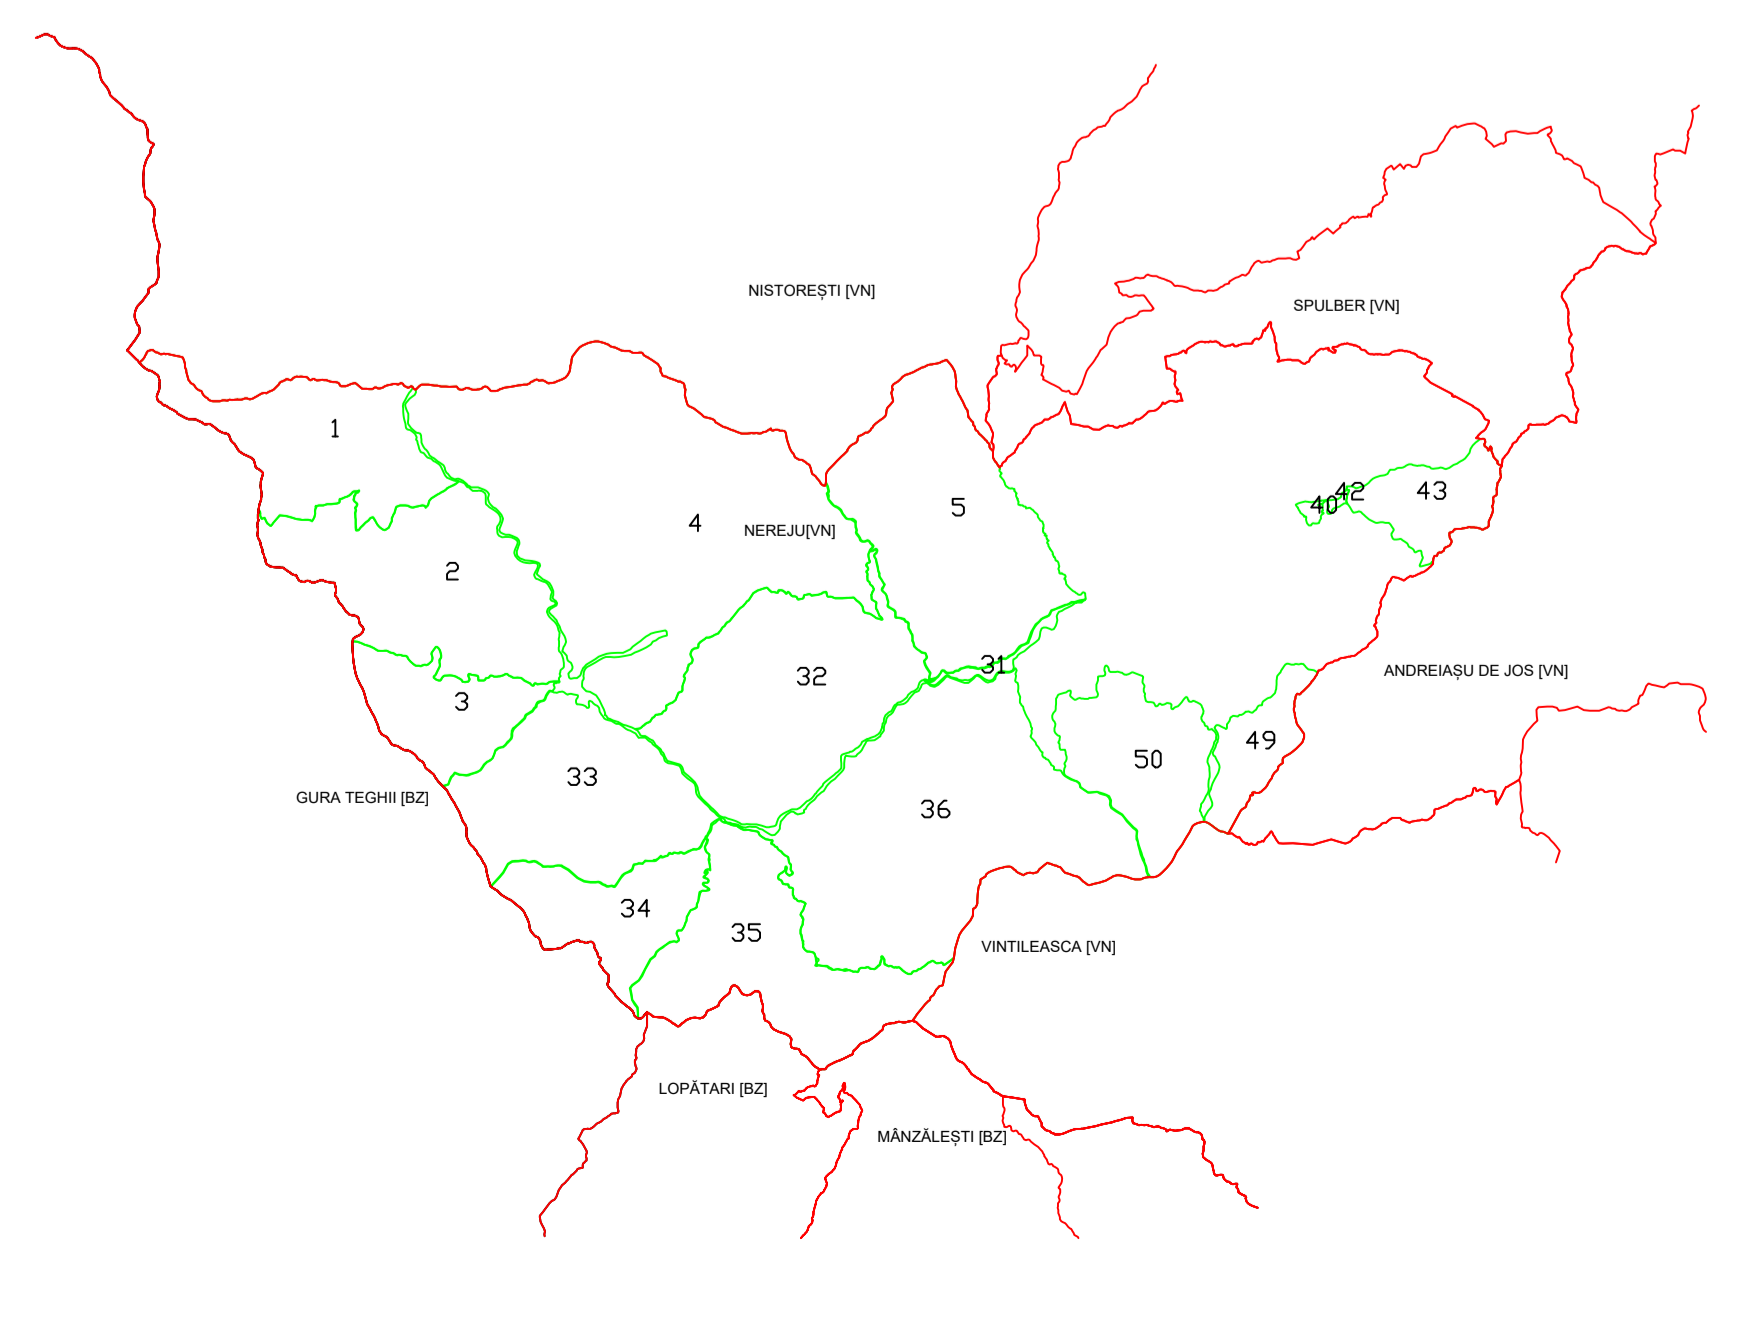 NISTOREȘTI [VN]
SPULBER [VN]
1
43
42
40
5
4
NEREJU[VN]
2
31
ANDREIAȘU DE JOS [VN]
32
3
49
50
33
GURA TEGHII [BZ]
36
34
35
VINTILEASCA [VN]
LOPĂTARI [BZ]
MÂNZĂLEȘTI [BZ]